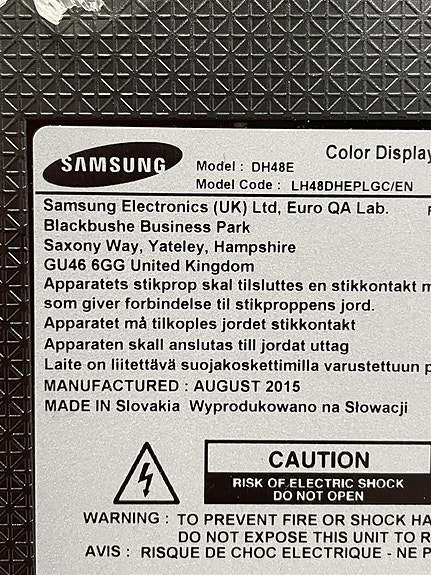 SAMSUNG
Color Display
Model : DH48E
Model Code : LH48DHEPLGC/EN
Samsung Electronics (UK) Ltd, Euro QA Lab.
Blackbushe Business Park
Saxony Way, Yateley, Hampshire
GU46 6GG United Kingdom
Apparatets stikprop skal tilsluttes en stikkontakt m
som giver forbindelse til stikproppens jord.
Apparatet må tilkoples jordet stikkontakt
Apparaten skall anslutas till jordat uttag
Laite on liitettävä suojakoskettimilla varustettuun p
MANUFACTURED : AUGUST 2015
MADE IN Slovakia Wyprodukowano na Słowacji
CAUTION
RISK OF ELECTRIC SHOCK
DO NOT OPEN
WARNING : TO PREVENT FIRE OR SHOCK HA
DO NOT EXPOSE THIS UNIT TO R
AVIS : RISQUE DE CHOC ELECTRIQUE - NE P